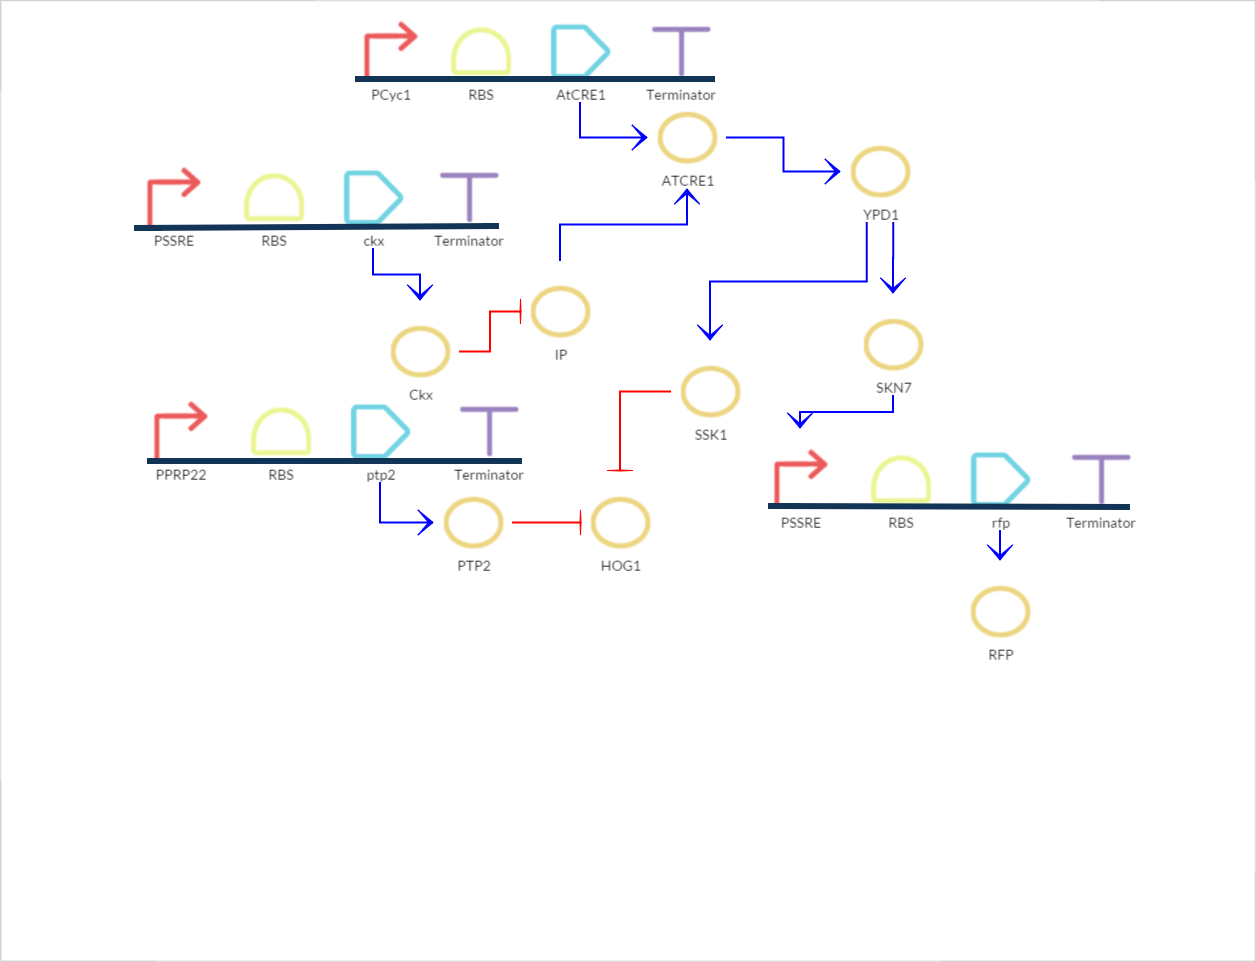 PCyc1 RBS AtCRE1 Terminator
ATCRE1
YPD1
PSSRE RBS ckx Terminator
IP
Ckx
SKN7
SSK1
PPRP22 RBS ptp2 Terminator
PSSRE RBS rfp Terminator
PTP2 HOG1
RFP